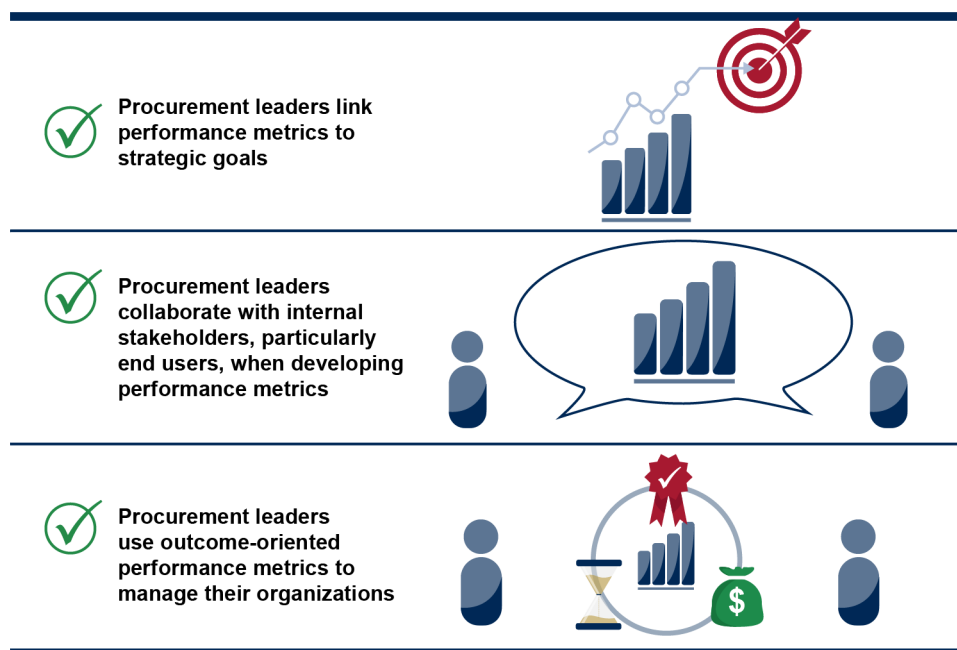 Procurement leaders link
performance metrics to
strategic goals
Procurement leaders
collaborate with internal
stakeholders, particularly
end users, when developing
performance metrics
Procurement leaders
use outcome-oriented
performance metrics to
manage their organizations
$